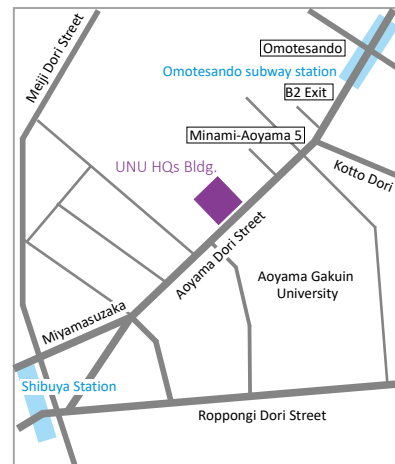 Omotesando
Meiji Dori Street
Omotesando subway station
B2 Exit
Minami-Aoyama 5
UNU HQs Bldg.
Kotto Dori
Aoyama Dori Street
Aoyama Gakuin
University
Miyamasuzaka
Shibuya Station
Roppongi Dori Street